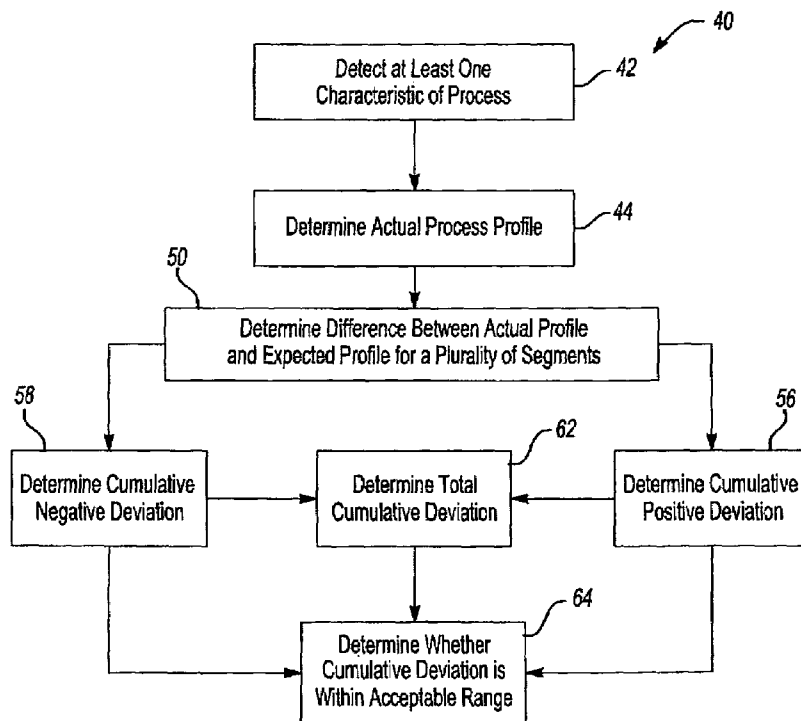 40
Detect at Least One
Characteristic of Process
42
Determine Actual Process Profile
44
50
Determine Difference Between Actual Profile
and Expected Profile for a Plurality of Segments
58
Determine Cumulative
Negative Deviation
62
Determine Total
Cumulative Deviation
56
Determine Cumulative
Positive Deviation
64
Determine Whether
Cumulative Deviation is
Within Acceptable Range